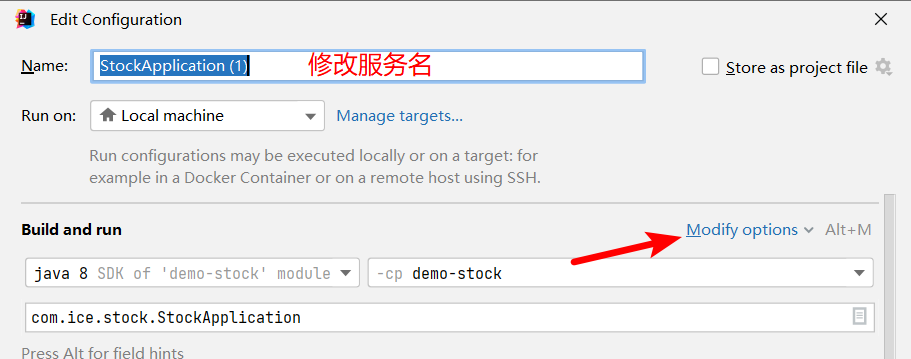 Edit Configuration
Name: StockApplication (1) 修改服务名 Store as project file
Run on: Local machine Manage targets...
Run configurations may be executed locally or on a target: for
example in a Docker Container or on a remote host using SSH.
Build and run Modify options Alt+M
java 8 SDK of 'demo-stock' module -cp demo-stock
com.ice.stock.StockApplication
Press Alt for field hints